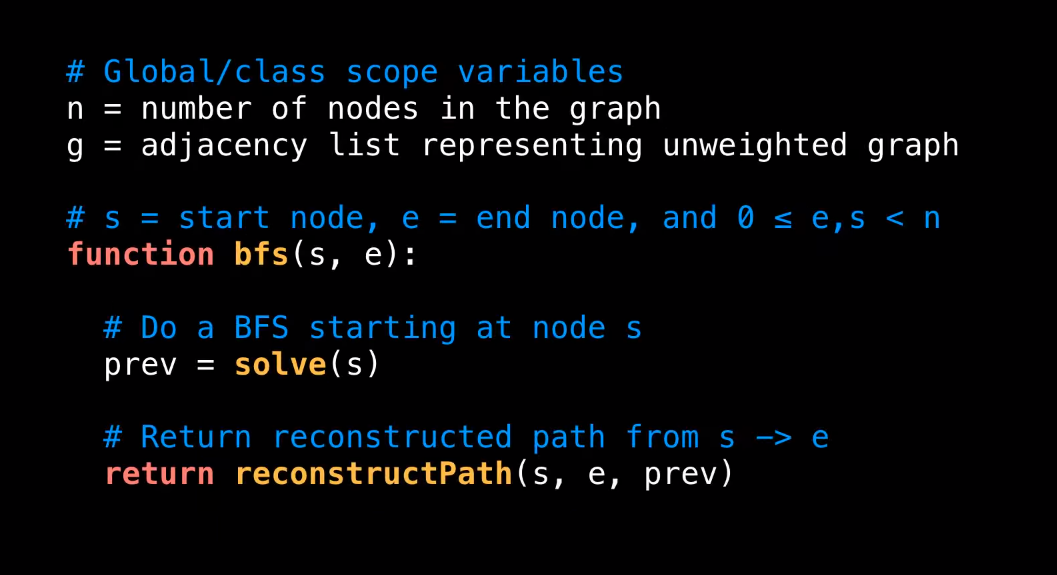 # Global/class scope variables
n = number of nodes in the graph
g = adjacency list representing unweighted graph
# s = start node, e = end node, and 0 ≤ e,s < n
function bfs(s, e):
# Do a BFS starting at node s
prev = solve(s)
# Return reconstructed path from s -> e
return reconstructPath(s, e, prev)